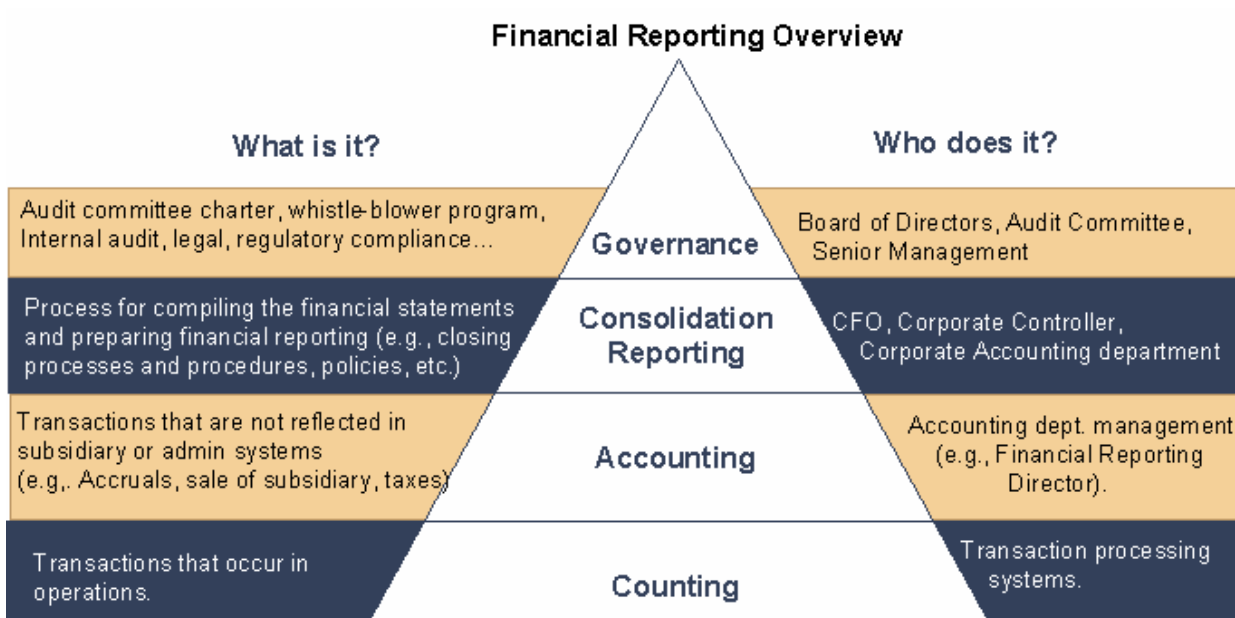 Financial Reporting Overview
What is it?
Who does it?
Audit committee charter, whistle-blower program,
Internal audit, legal, regulatory compliance...
Governance
Board of Directors, Audit Committee,
Senior Management
Process for compiling the financial statements
and preparing financial reporting (e.g., closing
processes and procedures, policies, etc.)
Consolidation
Reporting
CFO, Corporate Controller,
Corporate Accounting department
Transactions that are not reflected in
subsidiary or admin systems
(e.g,. Accruals, sale of subsidiary, taxes)
Accounting
Accounting dept. management
(e.g., Financial Reporting
Director).
Transactions that occur in
operations.
Counting
Transaction processing
systems.